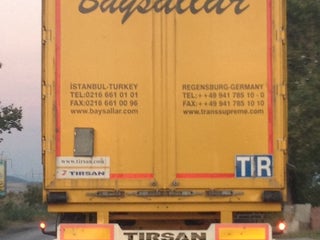 Baysallar
İSTANBUL-TURKEY
TEL:0216 661 01 01
FAX:0216 661 00 96
www.baysallar.com
REGENSBURG-GERMANY
TEL:++49 941 785 10-0
FAX:++49 941 785 10 10
www.transsupreme.com
www.tirsan.com
TIRSAN
TIR
TIRSAN